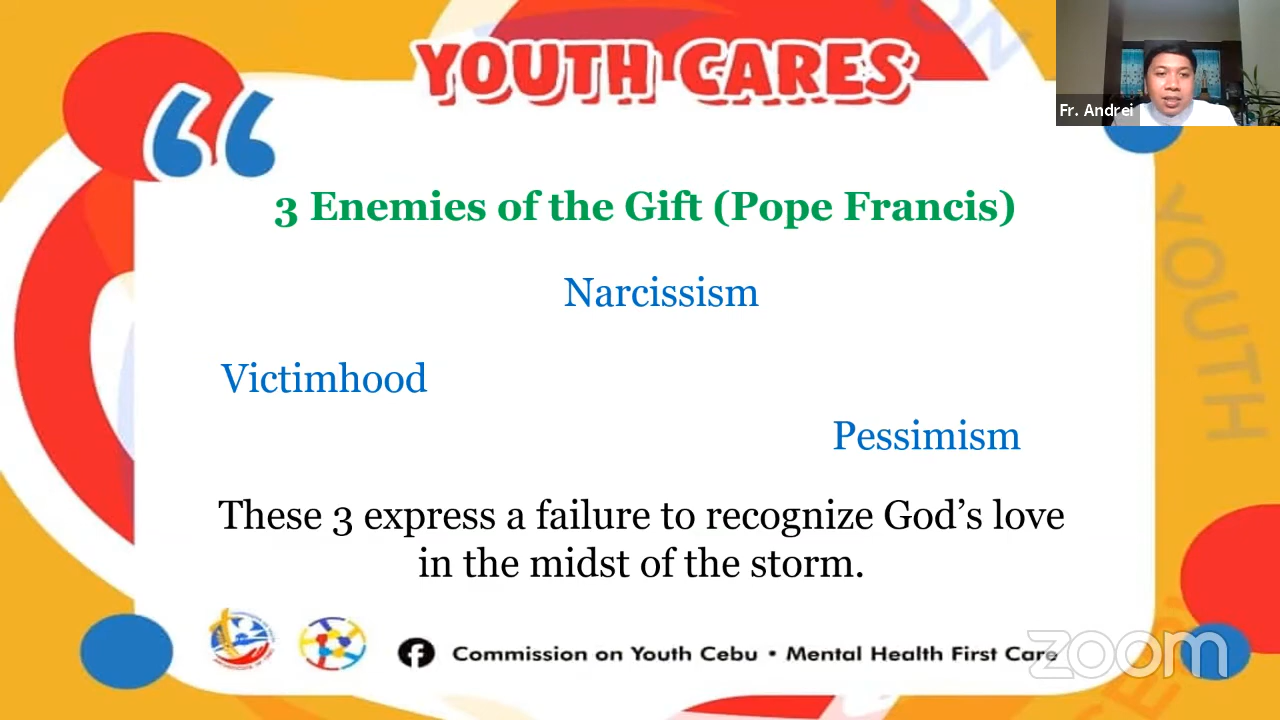 YOUTH CARES
Fr. Andrei
3 Enemies of the Gift (Pope Francis)
Narcissism
Victimhood
Pessimism
These 3 express a failure to recognize God’s love
in the midst of the storm.
Commission on Youth Cebu • Mental Health First Care
zoom
YOUTH